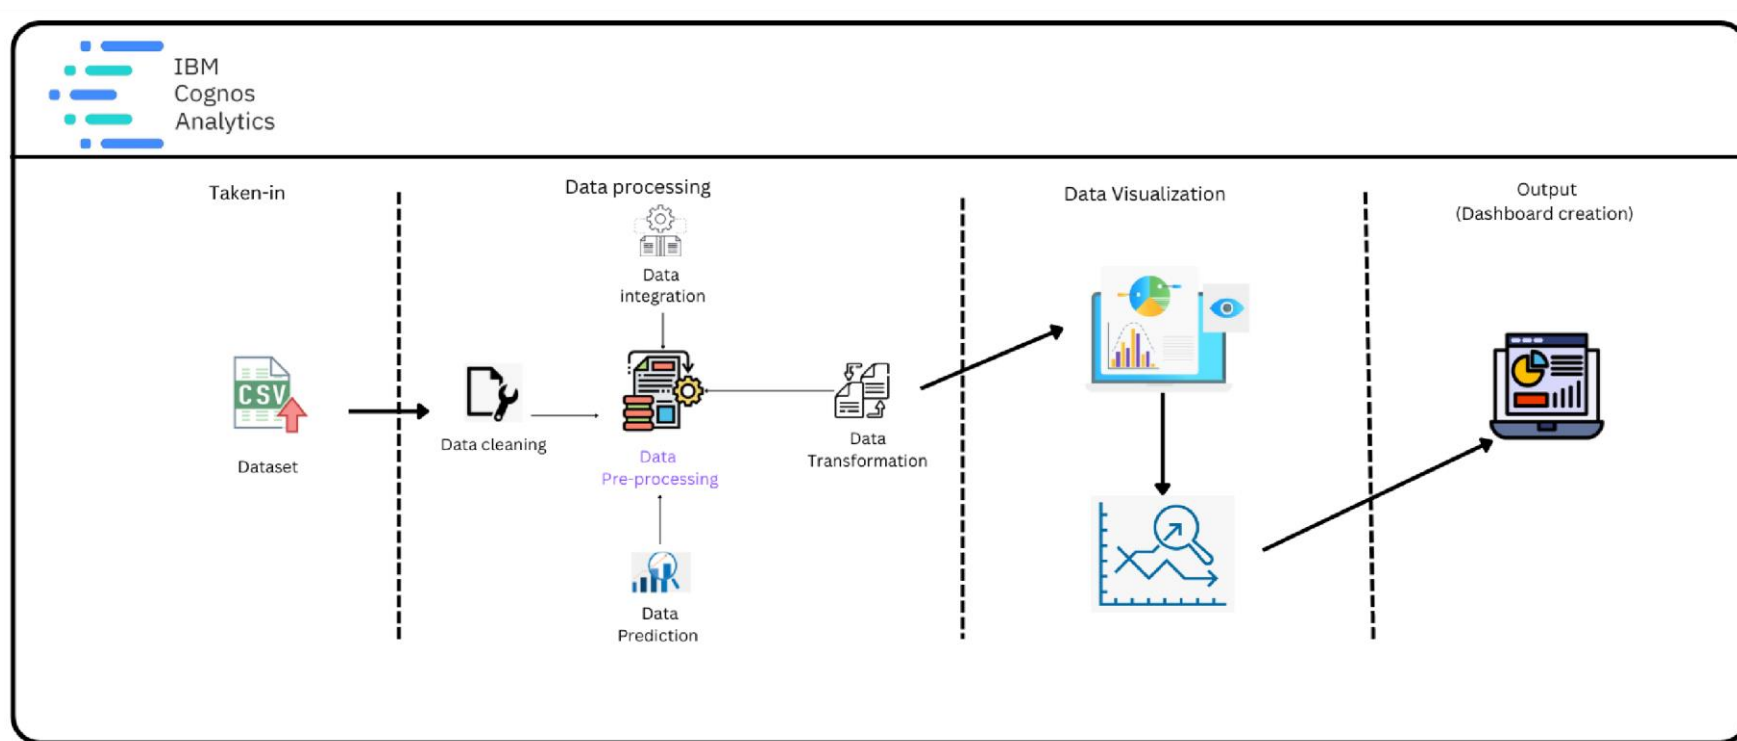 IBM
Cognos
Analytics
Taken-in
Data processing
Data Visualization
Output
(Dashboard creation)
Data
integration
CSV
Dataset
Data cleaning
Data
Pre-processing
Data
Transformation
Data
Prediction